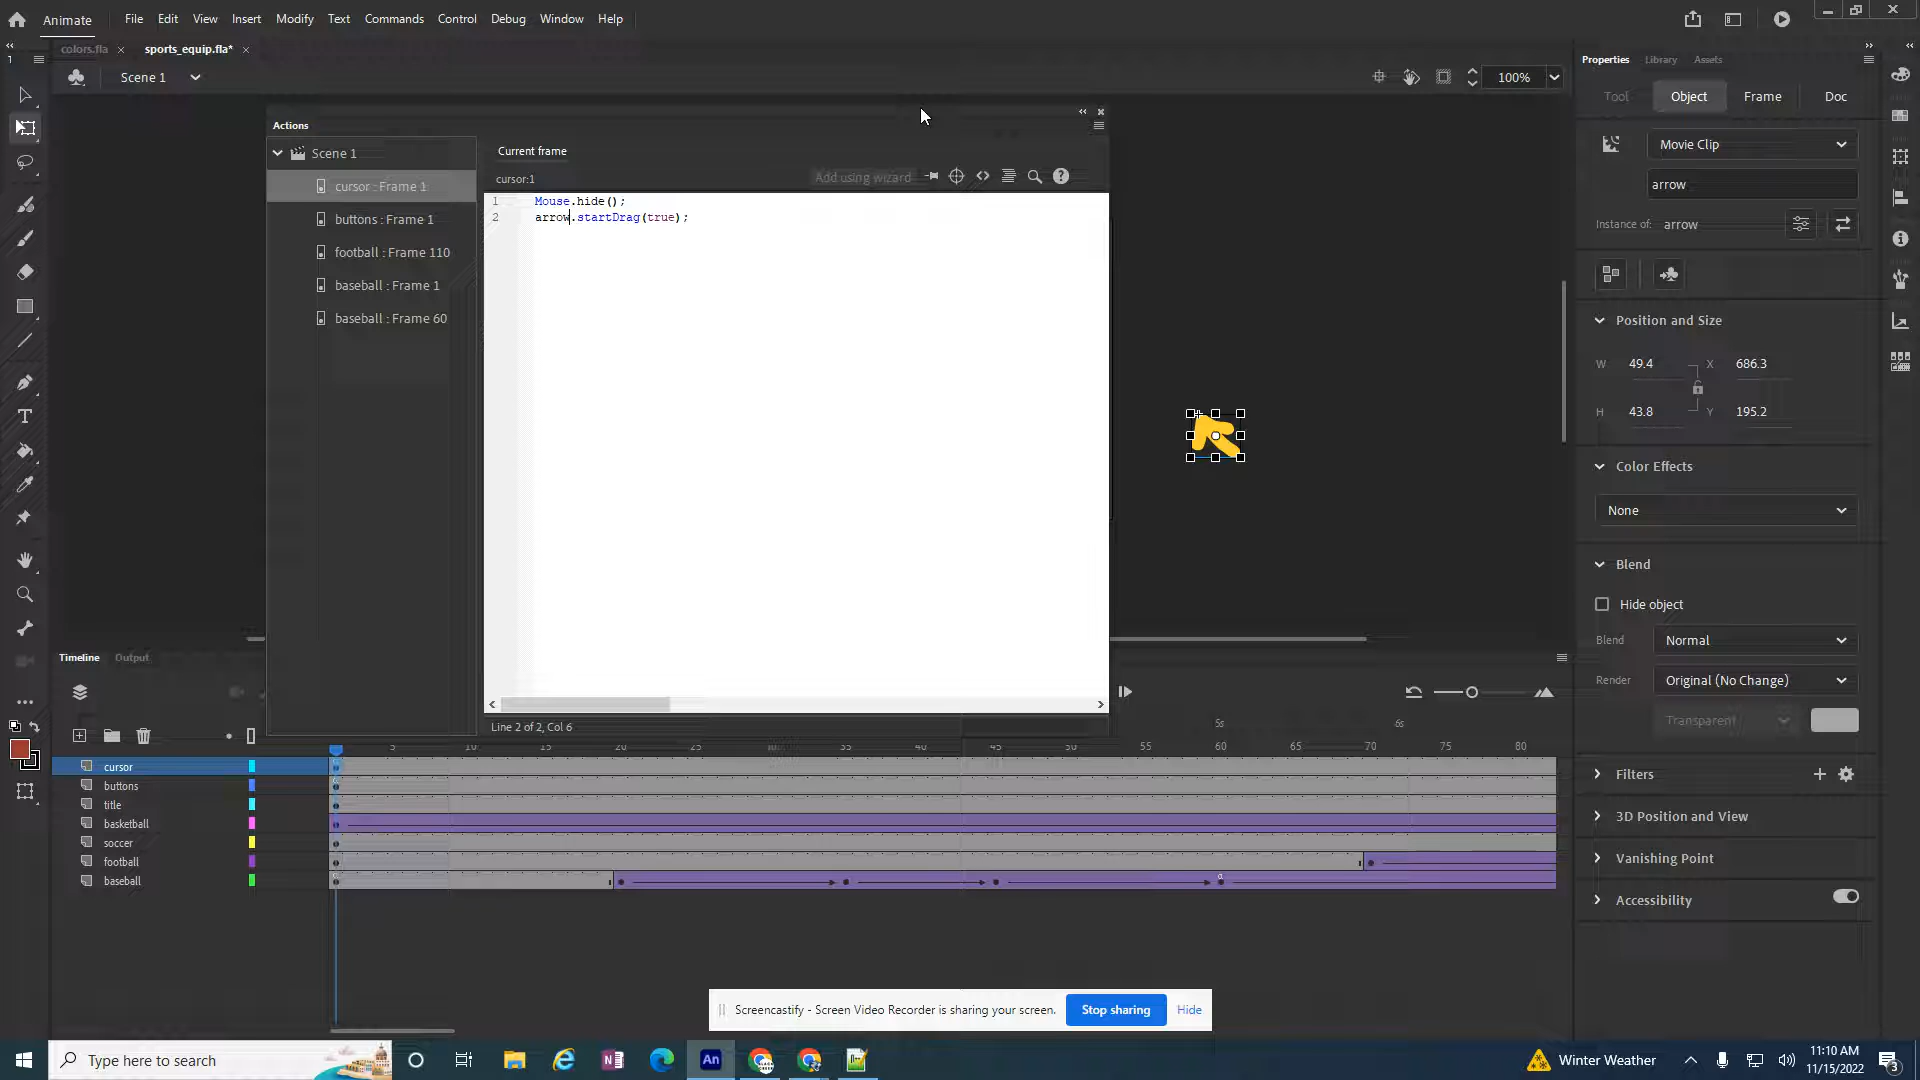 Animate File Edit View Insert Modify Text Commands Control Debug Window Help
colors.fla × sports_equip.fla* ×
Scene 1 100%
Actions
Scene 1
cursor : Frame 1
buttons : Frame 1
football : Frame 110
baseball : Frame 1
baseball : Frame 60
Current frame
cursor:1 Add using wizard
1 Mouse.hide();
2 arrow.startDrag(true);
Line 2 of 2, Col 6
Properties Library Assets
Tool Object Frame Doc
Movie Clip
arrow
Instance of: arrow
Position and Size
W 49.4 X 686.3
H 43.8 Y 195.2
Color Effects
None
Blend
Hide object
Blend Normal
Render Original (No Change)
Transparent
Filters
3D Position and View
Vanishing Point
Accessibility
Timeline Output
5s 6s
5 10 15 20 25 35 40 45 50 55 60 65 70 75 80
cursor
buttons
title
basketball
soccer
football
baseball
Screencastify - Screen Video Recorder is sharing your screen. Stop sharing Hide
Type here to search
An
Winter Weather
11:10 AM
11/15/2022
3